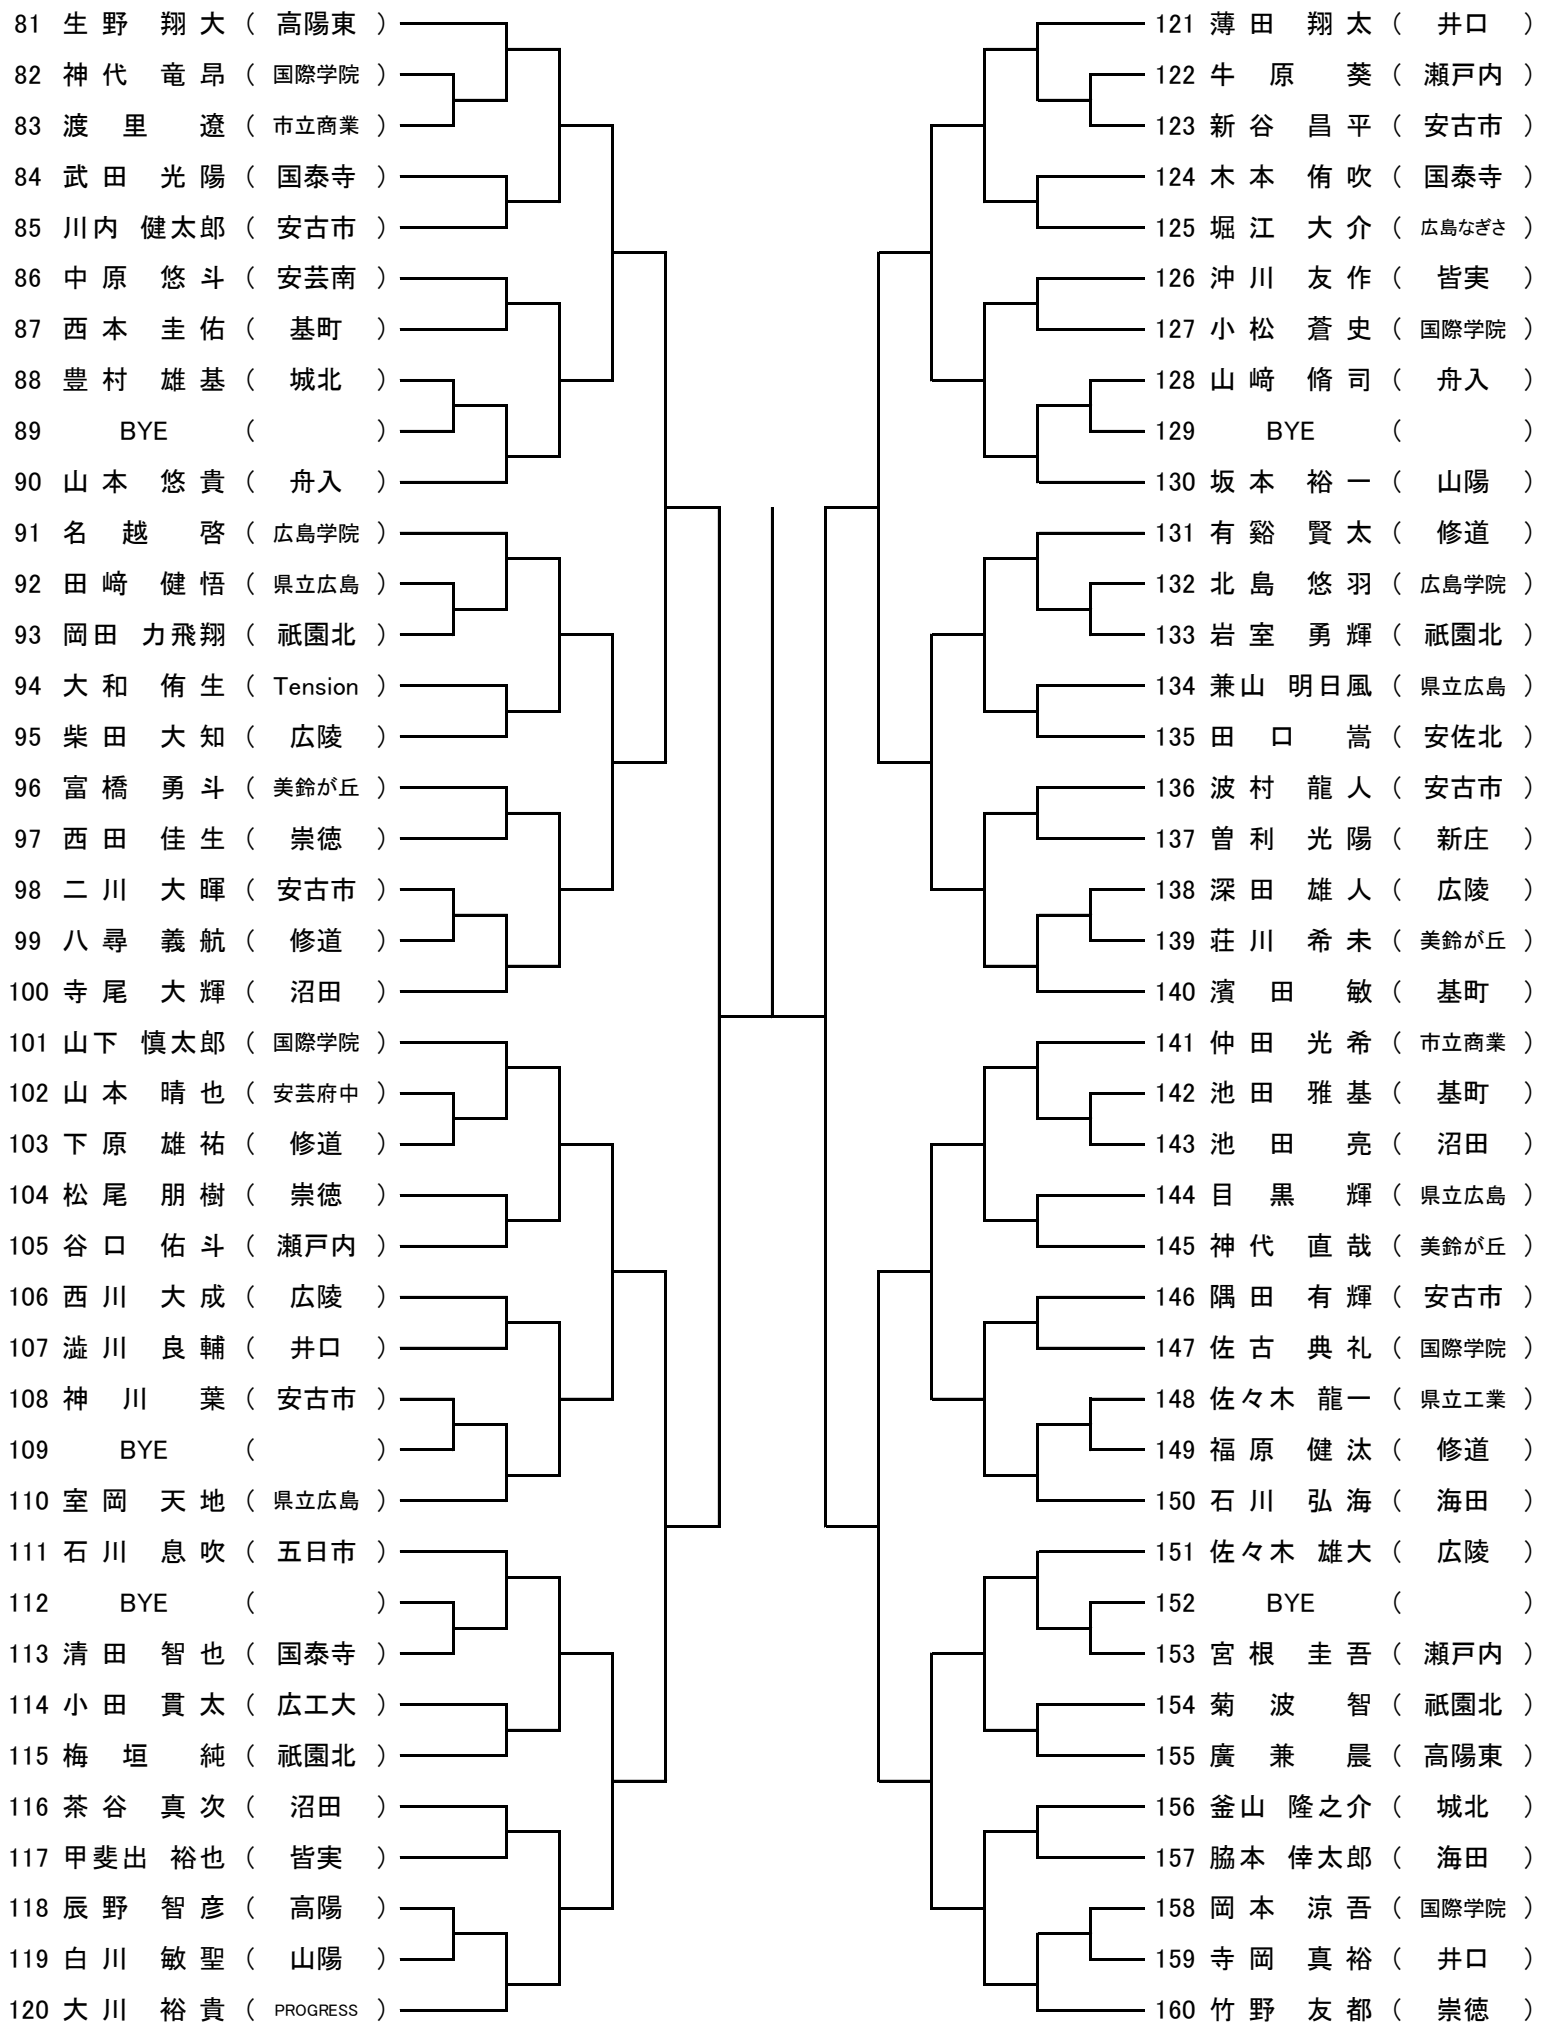 81 生野 翔大 ( 高陽東 )
82 神代 竜昂 ( 国際学院 )
83 渡里 遼 ( 市立商業 )
84 武田 光陽 ( 国泰寺 )
85 川内 健太郎 ( 安古市 )
86 中原 悠斗 ( 安芸南 )
87 西本 圭佑 ( 基町 )
88 豊村 雄基 ( 城北 )
89 BYE ( )
90 山本 悠貴 ( 舟入 )
91 名越 啓 ( 広島学院 )
92 田﨑 健悟 ( 県立広島 )
93 岡田 力飛翔 ( 祇園北 )
94 大和 侑生 ( Tension )
95 柴田 大知 ( 広陵 )
96 富橋 勇斗 ( 美鈴が丘 )
97 西田 佳生 ( 崇徳 )
98 二川 大暉 ( 安古市 )
99 八尋 義航 ( 修道 )
100 寺尾 大輝 ( 沼田 )
101 山下 慎太郎 ( 国際学院 )
102 山本 晴也 ( 安芸府中 )
103 下原 雄祐 ( 修道 )
104 松尾 朋樹 ( 崇徳 )
105 谷口 佑斗 ( 瀬戸内 )
106 西川 大成 ( 広陵 )
107 澁川 良輔 ( 井口 )
108 神川 葉 ( 安古市 )
109 BYE ( )
110 室岡 天地 ( 県立広島 )
111 石川 息吹 ( 五日市 )
112 BYE ( )
113 清田 智也 ( 国泰寺 )
114 小田 貫太 ( 広工大 )
115 梅垣 純 ( 祇園北 )
116 茶谷 真次 ( 沼田 )
117 甲斐出 裕也 ( 皆実 )
118 辰野 智彦 ( 高陽 )
119 白川 敏聖 ( 山陽 )
120 大川 裕貴 ( PROGRESS )
121 薄田 翔太 ( 井口 )
122 牛原 葵 ( 瀬戸内 )
123 新谷 昌平 ( 安古市 )
124 木本 侑吹 ( 国泰寺 )
125 堀江 大介 ( 広島なぎさ )
126 沖川 友作 ( 皆実 )
127 小松 蒼史 ( 国際学院 )
128 山﨑 脩司 ( 舟入 )
129 BYE ( )
130 坂本 裕一 ( 山陽 )
131 有谿 賢太 ( 修道 )
132 北島 悠羽 ( 広島学院 )
133 岩室 勇輝 ( 祇園北 )
134 兼山 明日風 ( 県立広島 )
135 田口 嵩 ( 安佐北 )
136 波村 龍人 ( 安古市 )
137 曽利 光陽 ( 新庄 )
138 深田 雄人 ( 広陵 )
139 荘川 希未 ( 美鈴が丘 )
140 濱田 敏 ( 基町 )
141 仲田 光希 ( 市立商業 )
142 池田 雅基 ( 基町 )
143 池田 亮 ( 沼田 )
144 目黒 輝 ( 県立広島 )
145 神代 直哉 ( 美鈴が丘 )
146 隅田 有輝 ( 安古市 )
147 佐古 典礼 ( 国際学院 )
148 佐々木 龍一 ( 県立工業 )
149 福原 健汰 ( 修道 )
150 石川 弘海 ( 海田 )
151 佐々木 雄大 ( 広陵 )
152 BYE ( )
153 宮根 圭吾 ( 瀬戸内 )
154 菊波 智 ( 祇園北 )
155 廣兼 晨 ( 高陽東 )
156 釜山 隆之介 ( 城北 )
157 脇本 倖太郎 ( 海田 )
158 岡本 涼吾 ( 国際学院 )
159 寺岡 真裕 ( 井口 )
160 竹野 友都 ( 崇徳 )